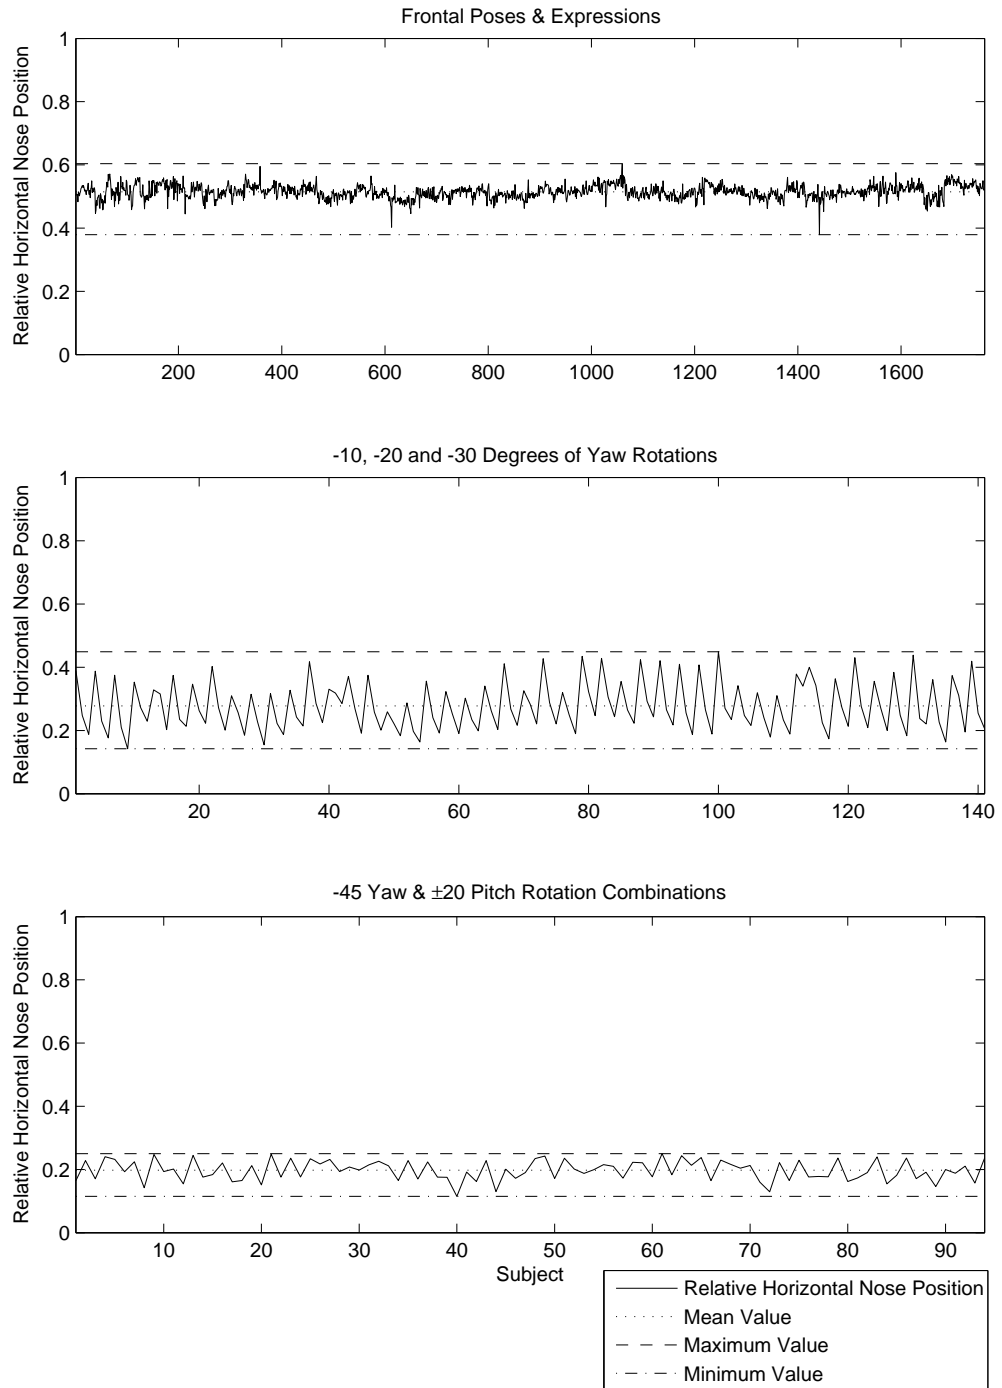 Frontal Poses & Expressions
Relative Horizontal Nose Position
1
0.8
0.6
0.4
0.2
0
200 400 600 800 1000 1200 1400 1600
-10, -20 and -30 Degrees of Yaw Rotations
Relative Horizontal Nose Position
1
0.8
0.6
0.4
0.2
0
20 40 60 80 100 120 140
-45 Yaw & ±20 Pitch Rotation Combinations
Relative Horizontal Nose Position
1
0.8
0.6
0.4
0.2
0
10 20 30 40 50 60 70 80 90
Subject
Relative Horizontal Nose Position
Mean Value
Maximum Value
Minimum Value